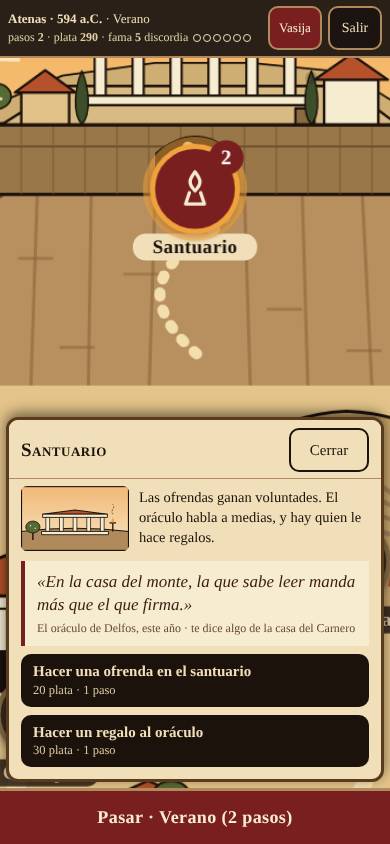 Atenas · 594 a.C. · Verano
pasos 2 · plata 290 · fama 5 discordia
Vasija
Salir
2
Santuario
Santuario
Cerrar
Las ofrendas ganan voluntades. El
oráculo habla a medias, y hay quien le
hace regalos.
«En la casa del monte, la que sabe leer manda
más que el que firma.»
El oráculo de Delfos, este año · te dice algo de la casa del Carnero
Hacer una ofrenda en el santuario
20 plata · 1 paso
Hacer un regalo al oráculo
30 plata · 1 paso
Pasar · Verano (2 pasos)